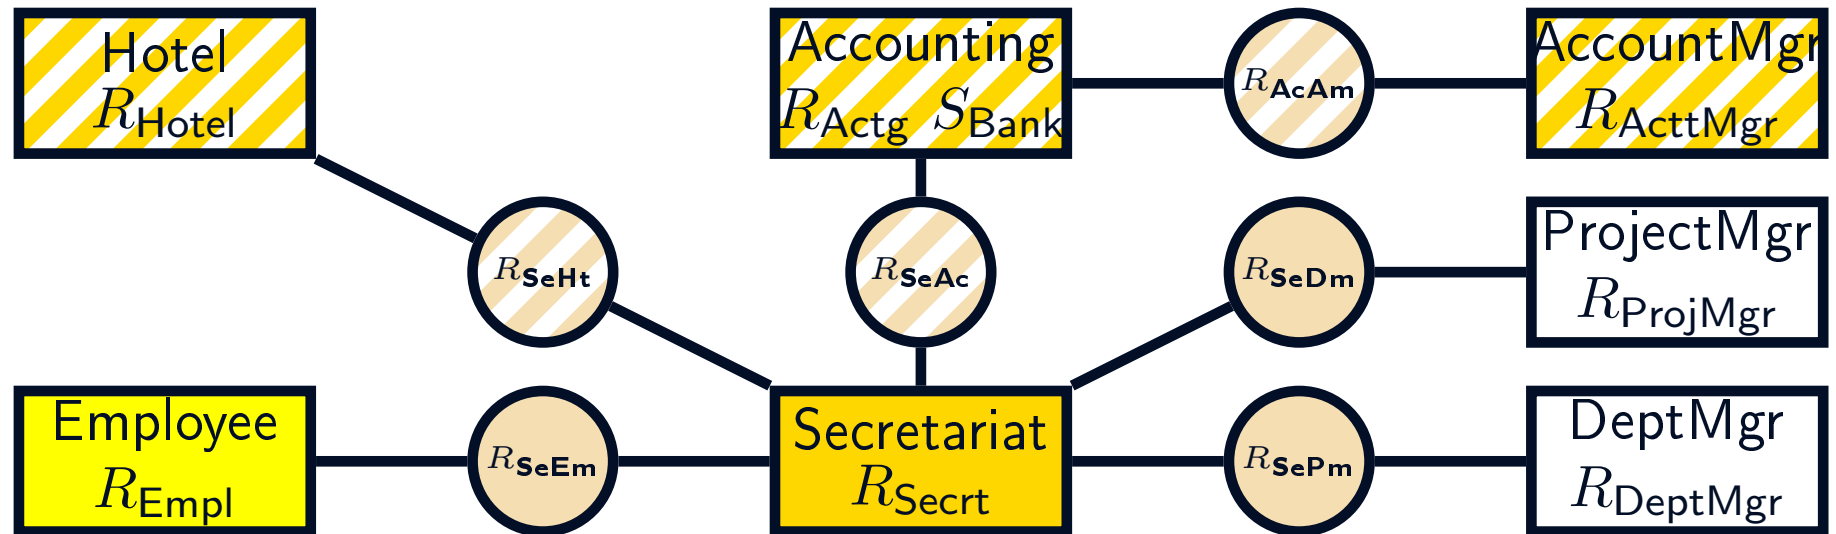 Hotel
R_Hotel
Accounting
R_Actg S_Bank
R_AcAm
AccountMgr
R_ActtMgr
R_SeHt
R_SeAc
R_SeDm
ProjectMgr
R_ProjMgr
Employee
R_Empl
R_SeEm
Secretariat
R_Secrt
R_SePm
DeptMgr
R_DeptMgr